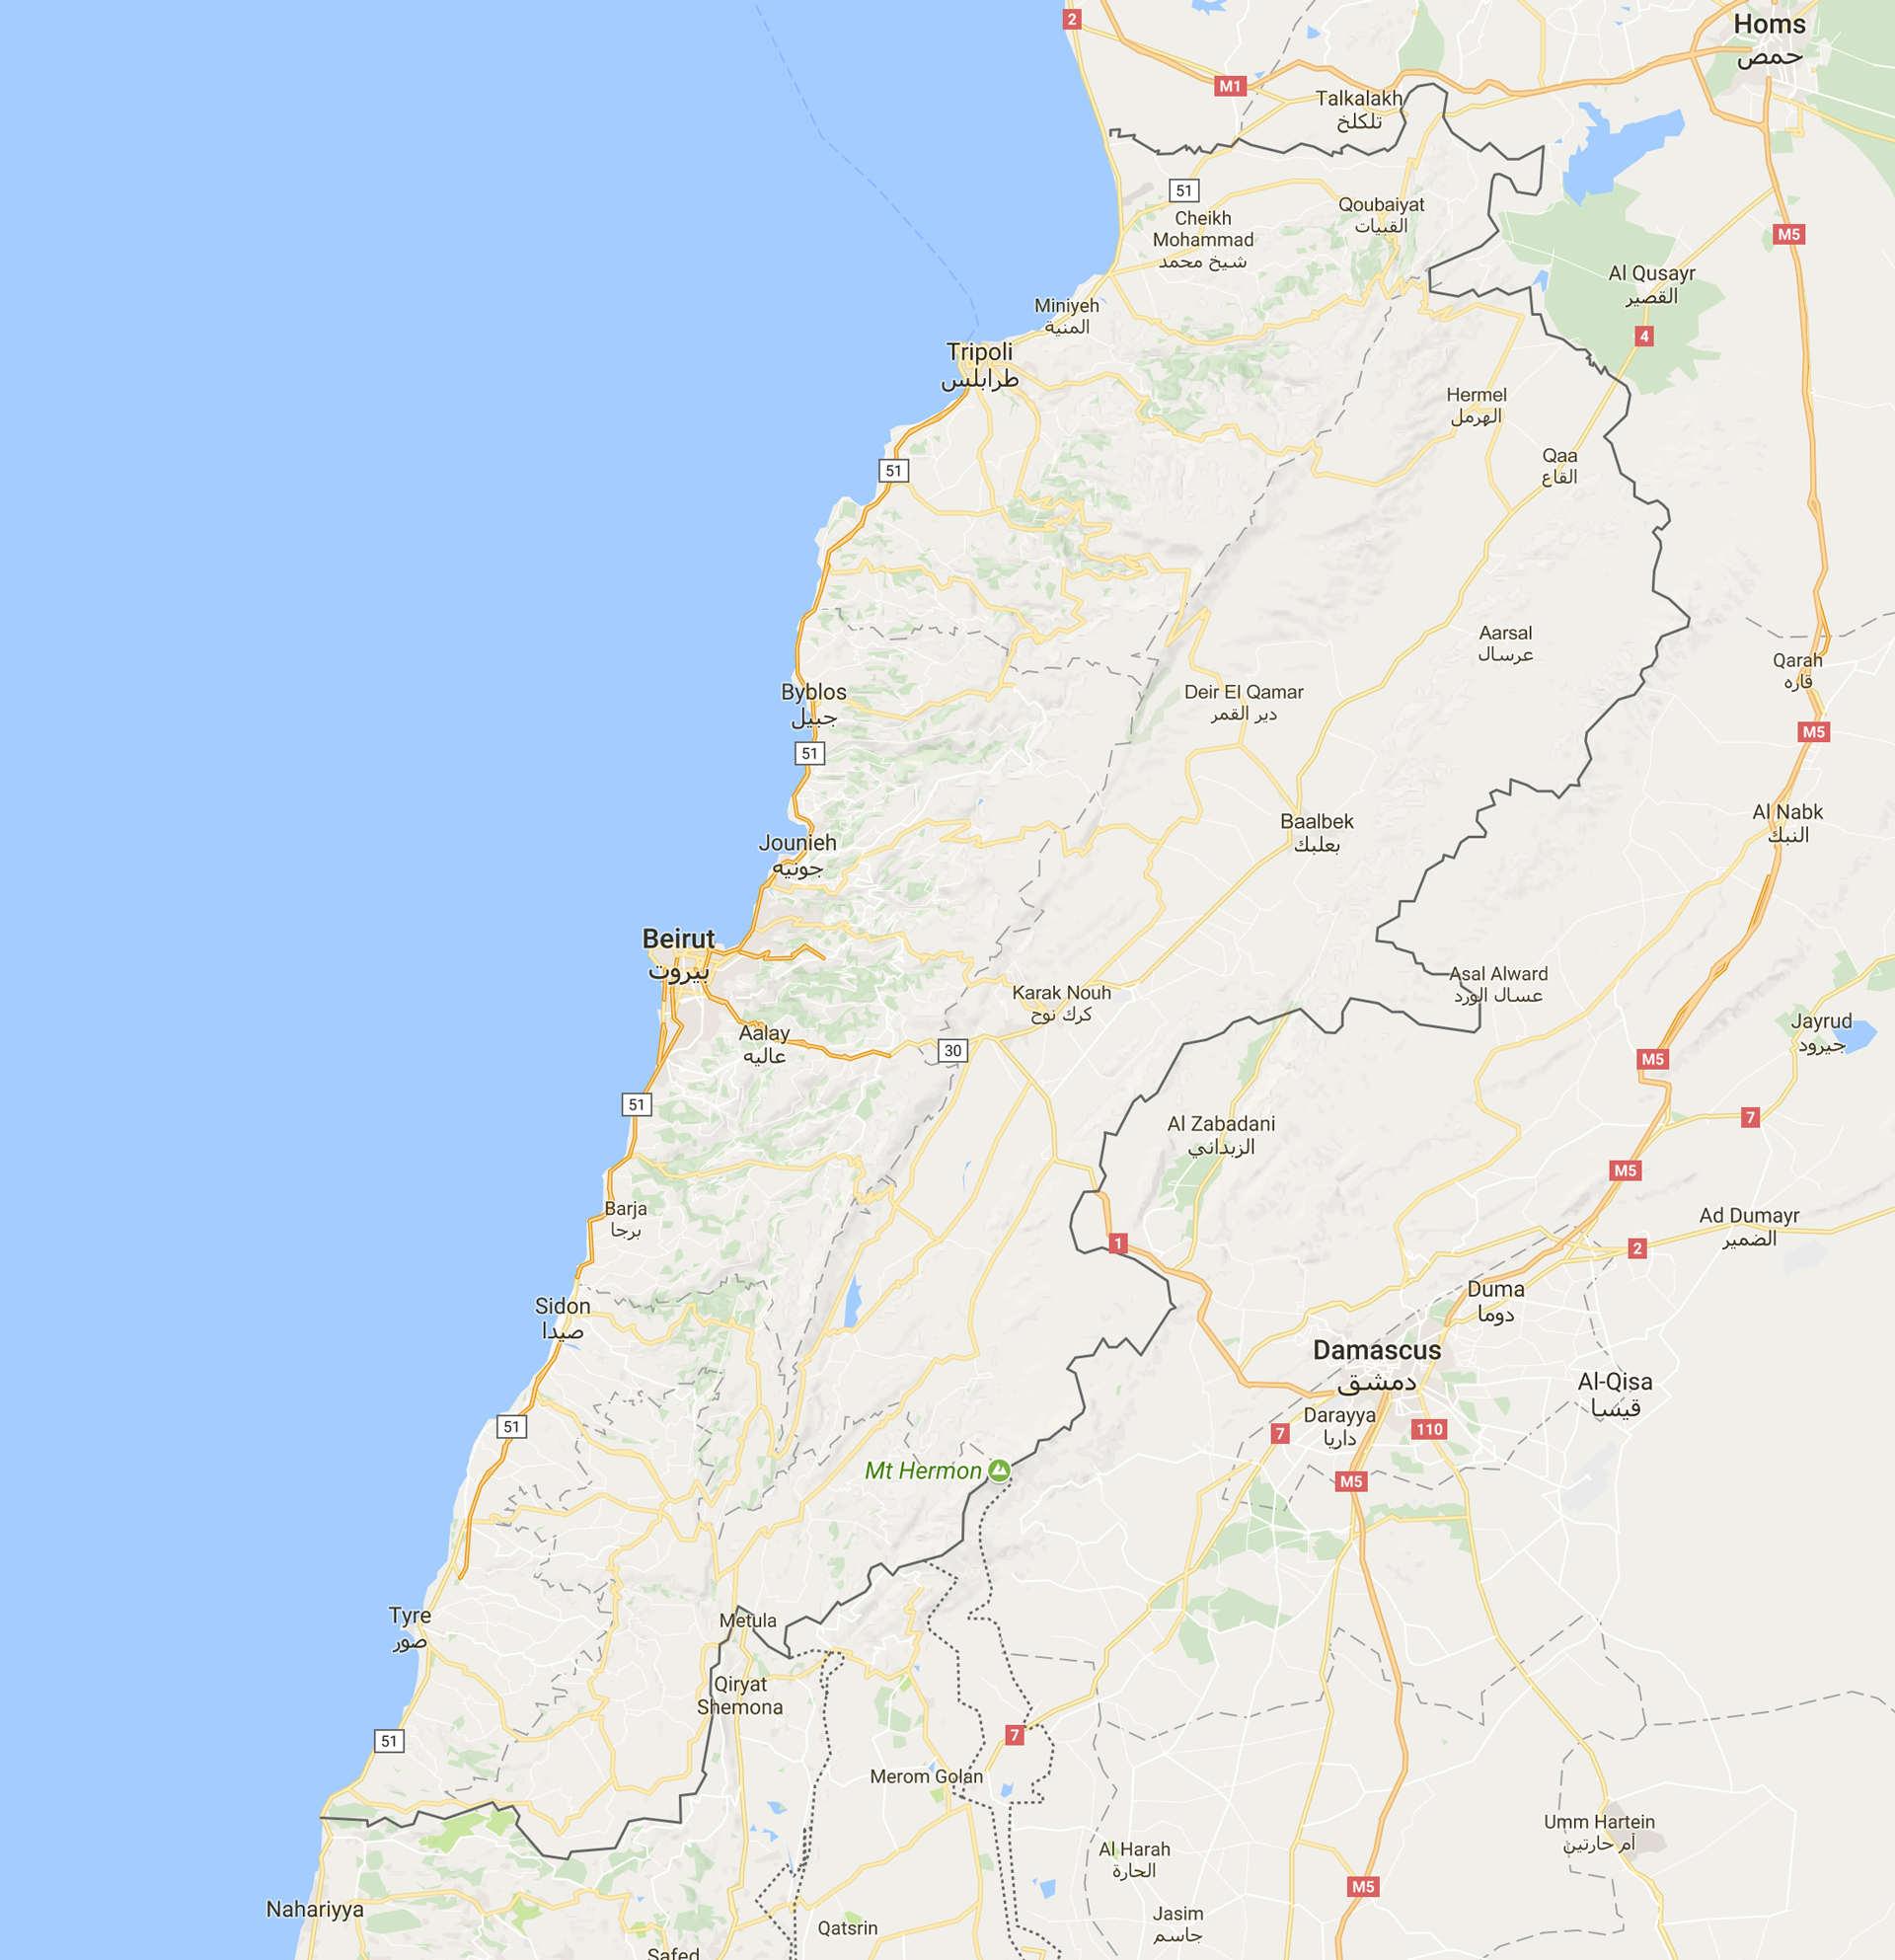 2
Homs
حمص
M1
Talkalakh
تلكلخ
51
Qoubaiyat
القبيات
Cheikh
Mohammad
شيخ محمد
M5
Al Qusayr
القصير
Miniyeh
المنية
4
Tripoli
طرابلس
Hermel
الهرمل
51
Qaa
القاع
Aarsal
عرسال
Qarah
قاره
Byblos
جبيل
Deir El Qamar
دير القمر
M5
51
Al Nabk
النبك
Baalbek
بعلبك
Jounieh
جونيه
Beirut
بيروت
Asal Alward
عسال الورد
Karak Nouh
كرك نوح
Jayrud
جيرود
Aalay
عاليه
30
M5
51
7
Al Zabadani
الزبداني
M5
Barja
برجا
Ad Dumayr
الضمير
1
2
Duma
دوما
Sidon
صيدا
Damascus
دمشق
Al-Qisa
قيسا
Darayya
داريا
51
7
110
Mt Hermon
M5
Tyre
صور
Metula
Qiryat
Shemona
51
7
Merom Golan
Umm Hartein
أم حارتين
Al Harah
الحارة
M5
Nahariyya
Jasim
جاسم
Qatsrin
Safed